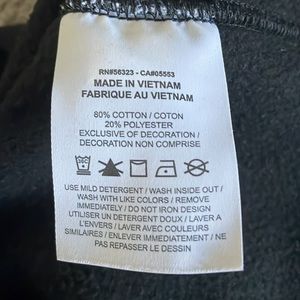 RN#56323 - CA#05553
MADE IN VIETNAM
FABRIQUE AU VIETNAM
80% COTTON / COTON
20% POLYESTER
EXCLUSIVE OF DECORATION /
DECORATION NON COMPRISE
USE MILD DETERGENT / WASH INSIDE OUT /
WASH WITH LIKE COLORS / REMOVE
IMMEDIATELY / DO NOT IRON DESIGN
UTILISER UN DETERGENT DOUX / LAVER A
L'ENVERS / LAVER AVEC COULEURS
SIMILAIRES / ENLEVER IMMEDIATEMENT / NE
PAS REPASSER LE DESSIN